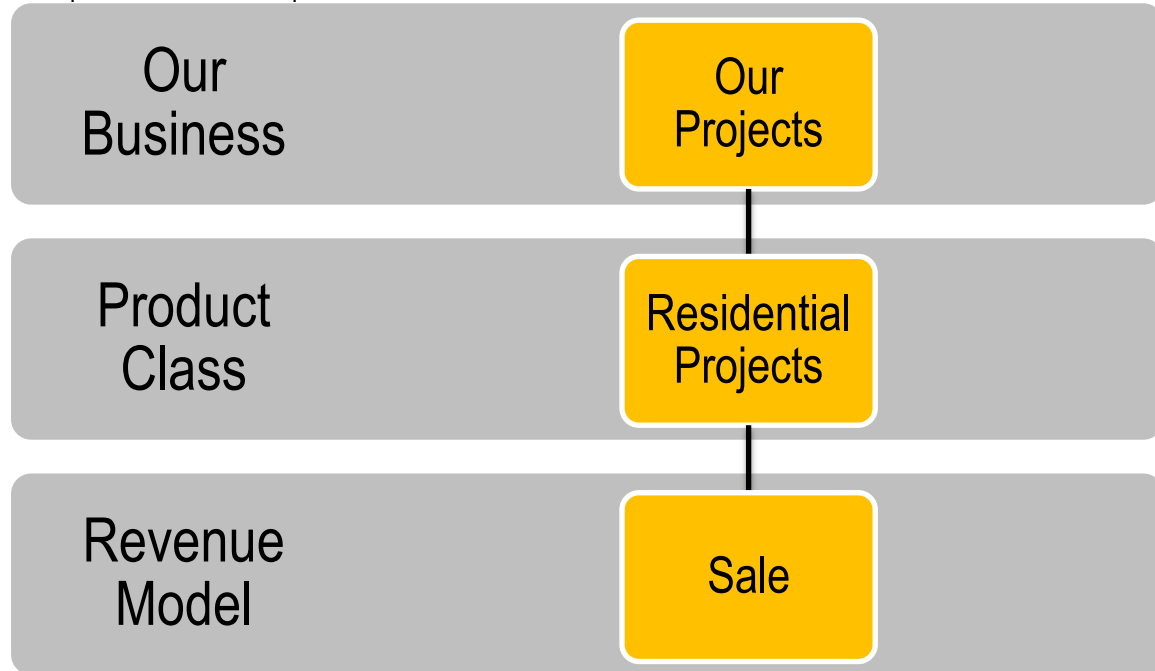 Our
Business
Our
Projects
Product
Class
Residential
Projects
Revenue
Model
Sale